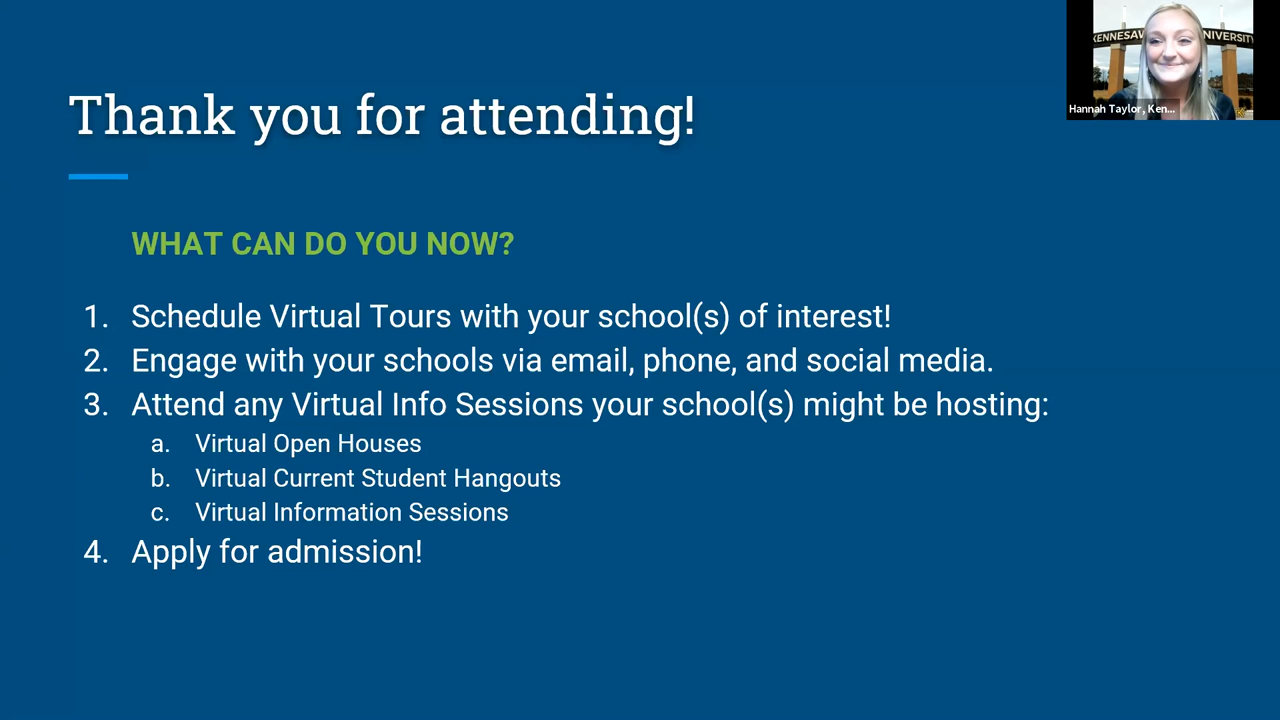 KENNESAW UNIVERSITY
Hannah Taylor, Ken...
Thank you for attending!
WHAT CAN DO YOU NOW?
1. Schedule Virtual Tours with your school(s) of interest!
2. Engage with your schools via email, phone, and social media.
3. Attend any Virtual Info Sessions your school(s) might be hosting:
a. Virtual Open Houses
b. Virtual Current Student Hangouts
c. Virtual Information Sessions
4. Apply for admission!